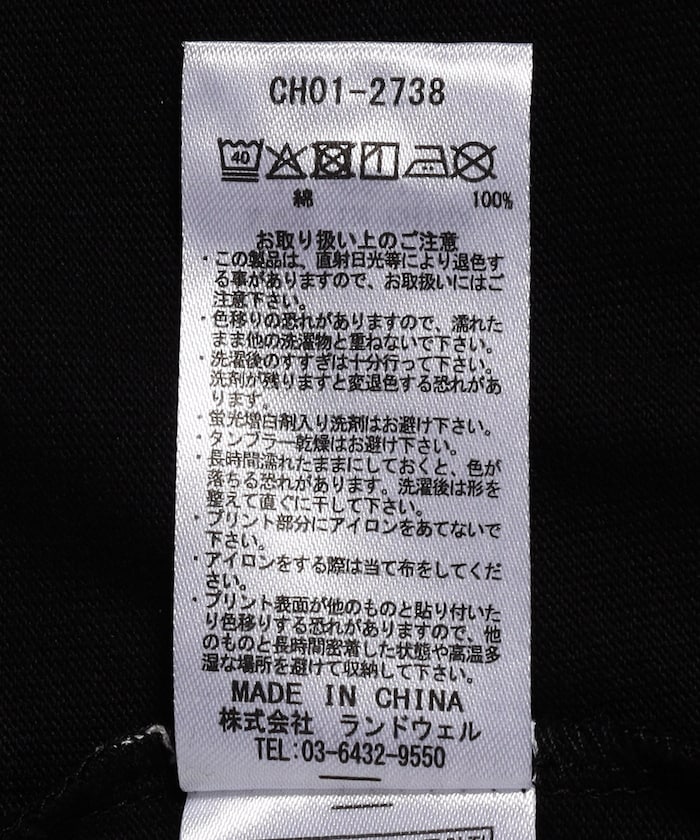 CH01-2738
40
綿 100%
お取り扱い上のご注意
・この製品は、直射日光等により退色す
る事がありますので、お取扱いにはご
注意下さい。
・色移りの恐れがありますので、濡れた
まま他の洗濯物と重ねないで下さい。
・洗濯後のすすぎは十分行って下さい。
洗剤が残りますと変退色する恐れがあ
ります。
・蛍光増白剤入り洗剤はお避け下さい。
・タンブラー乾燥はお避け下さい。
・長時間濡れたままにしておくと、色が
落ちる恐れがあります。洗濯後は形を
整えて直ぐに干して下さい。
・プリント部分にアイロンをあてないで
下さい。
・アイロンをする際は当て布をしてくだ
さい。
・プリント表面が他のものと貼り付いた
り色移りする恐れがありますので、他
のものと長時間密着した状態や高温多
湿な場所を避けて収納して下さい。
MADE IN CHINA
株式会社 ランドウェル
TEL:03-6432-9550